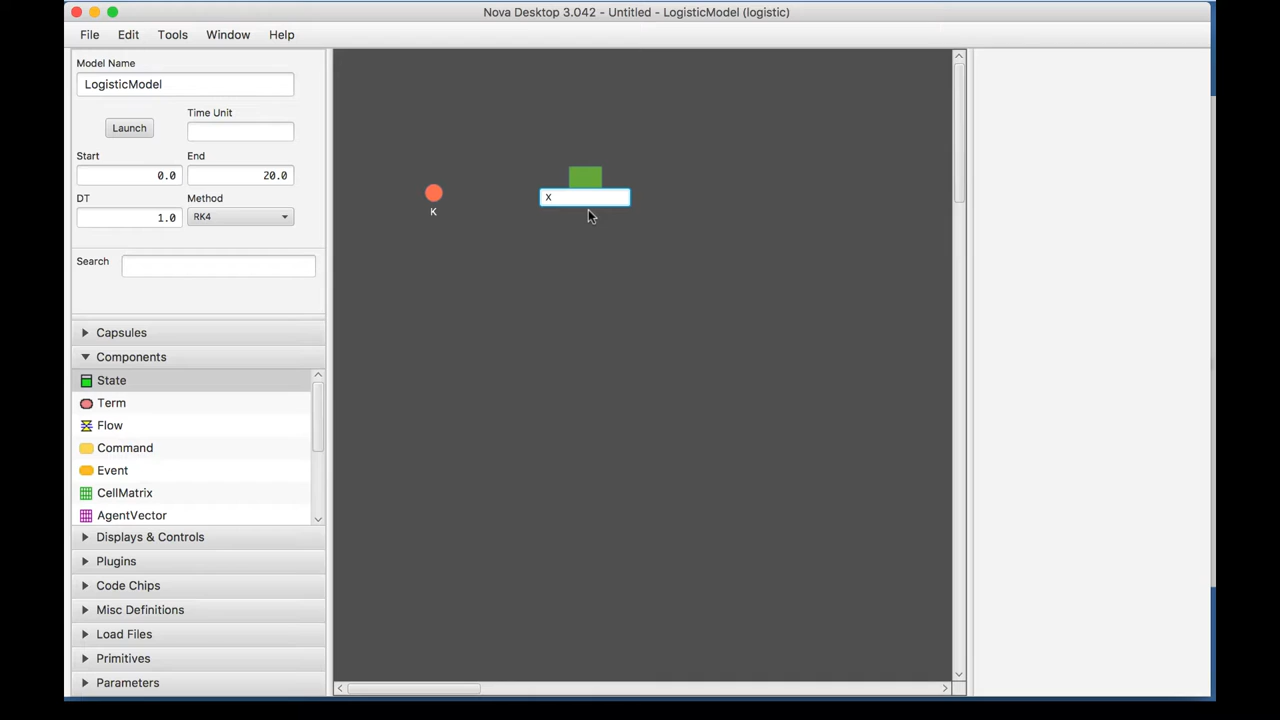 Nova Desktop 3.042 - Untitled - LogisticModel (logistic)
File Edit Tools Window Help
Model Name
LogisticModel
Time Unit
Launch
Start End
0.0 20.0
DT Method
1.0 RK4
Search
Capsules
Components
State
Term
Flow
Command
Event
CellMatrix
AgentVector
Displays & Controls
Plugins
Code Chips
Misc Definitions
Load Files
Primitives
Parameters
K
X